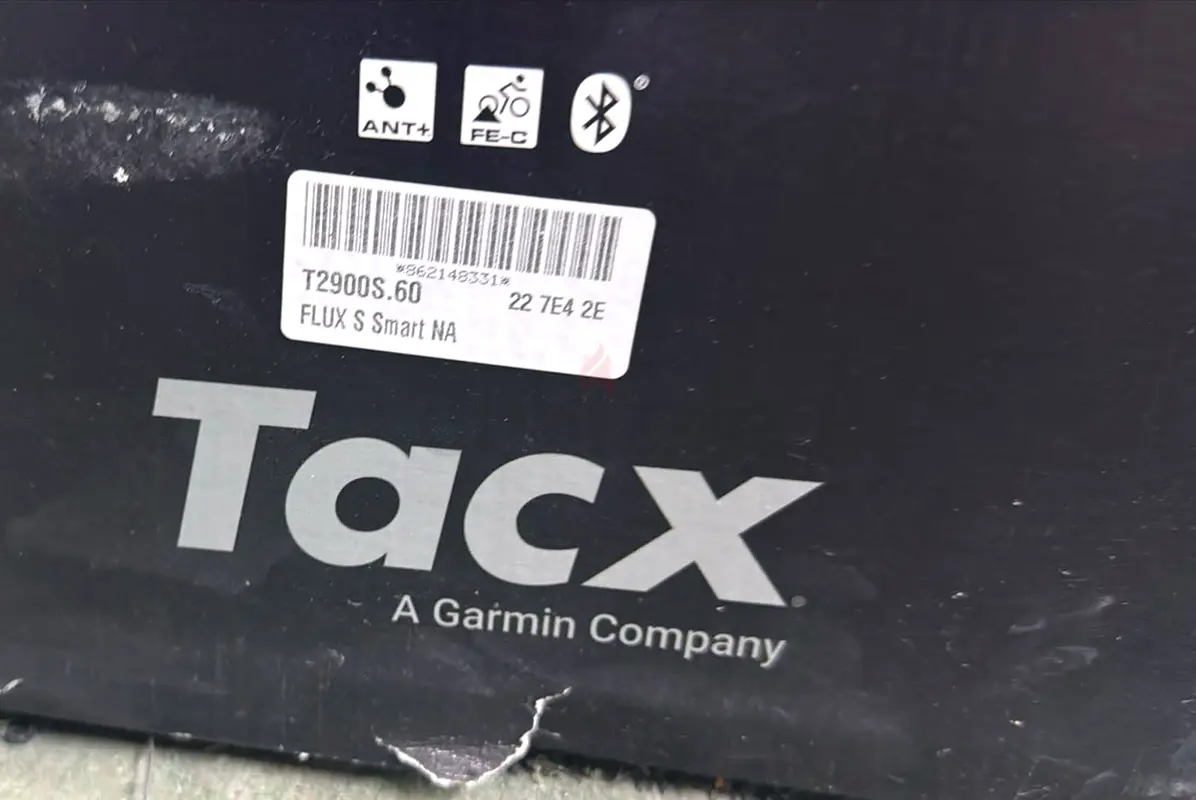 ANT+
FE-C
®
*862148331*
T2900S.60
22 7E4 2E
FLUX S Smart NA
Tacx
A Garmin Company